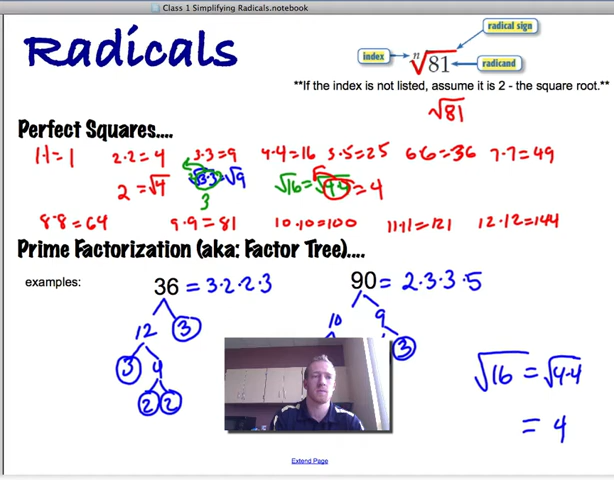 Class 1 Simplifying Radicals.notebook
Radicals
radical sign
index
n√81
radicand
**If the index is not listed, assume it is 2 - the square root.**
√81
Perfect Squares....
1·1=1 2·2=4 3·3=9 4·4=16 5·5=25 6·6=36 7·7=49
2=√4 √3·3=√9 √16=√4·4=4
3
8·8=64 9·9=81 10·10=100 11·11=121 12·12=144
Prime Factorization (aka: Factor Tree)....
examples: 36 = 3·2·2·3 90 = 2·3·3·5
12 3 10 9
3 4 3
2 2
√16 = √4·4
= 4
Extend Page